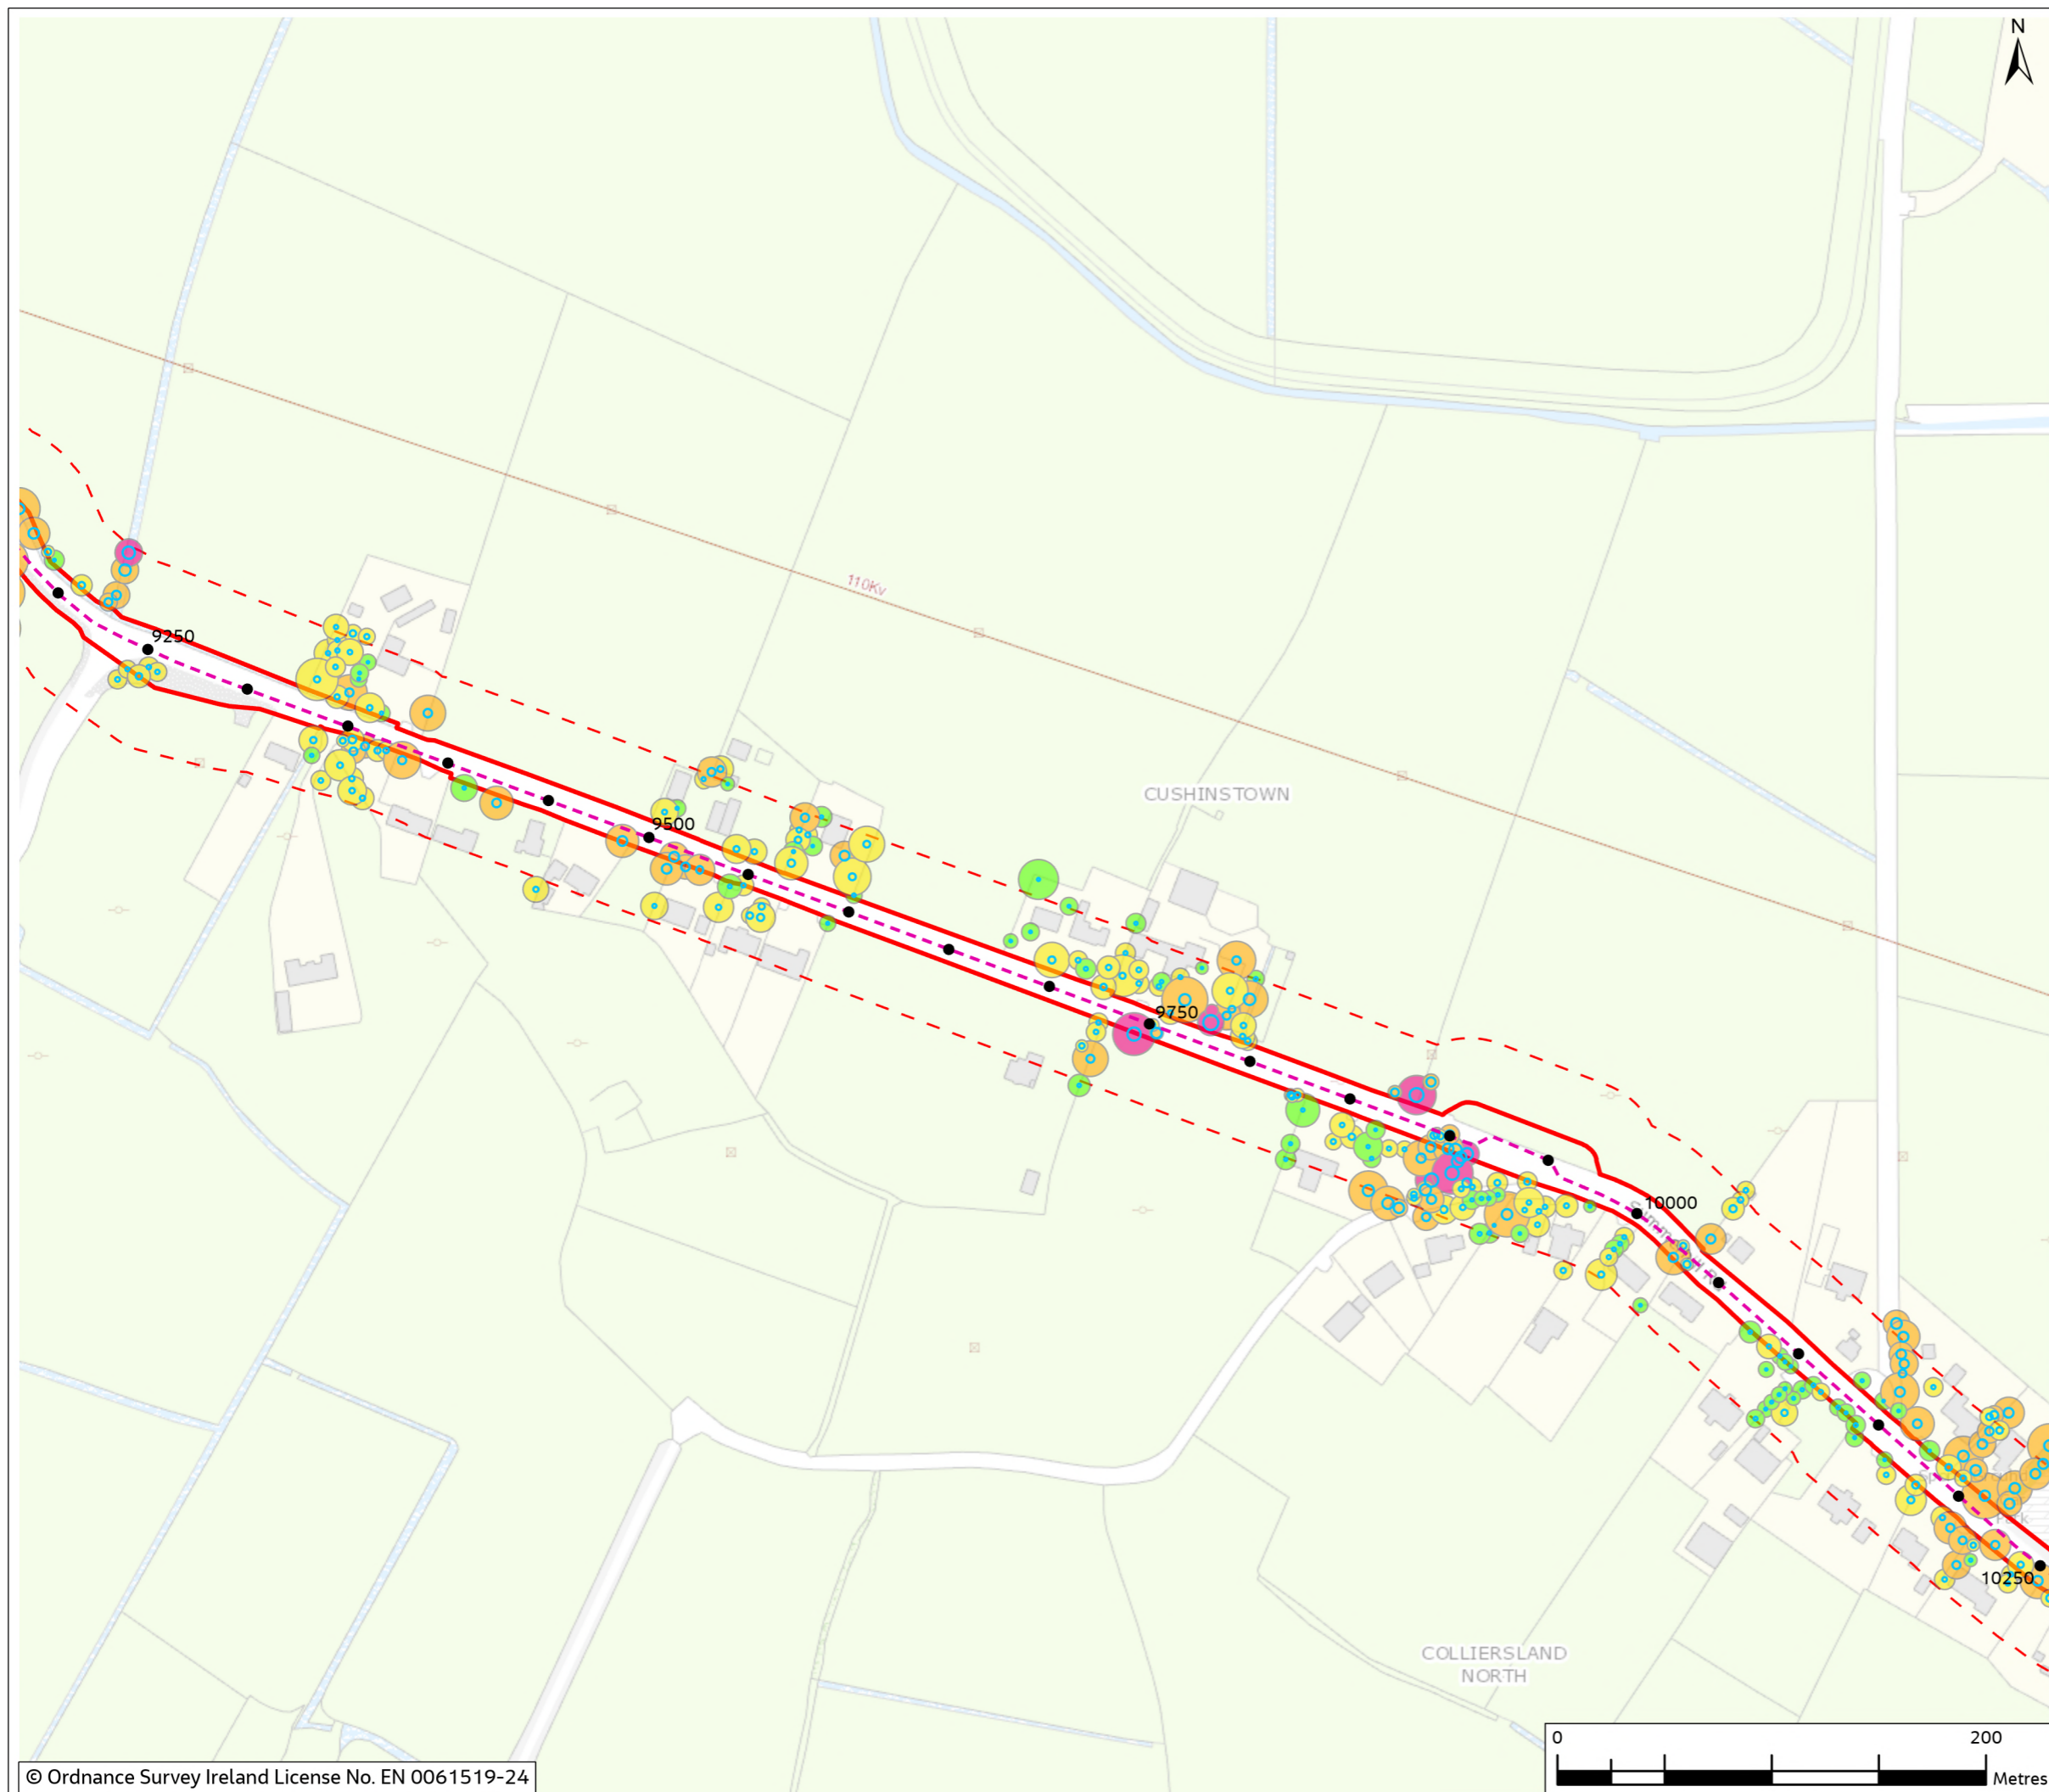 N
110Kv
9250
9500
CUSHINSTOWN
9750
10000
Park
10250
COLLIERSLAND
NORTH
0 200
Metres
© Ordnance Survey Ireland License No. EN 0061519-24